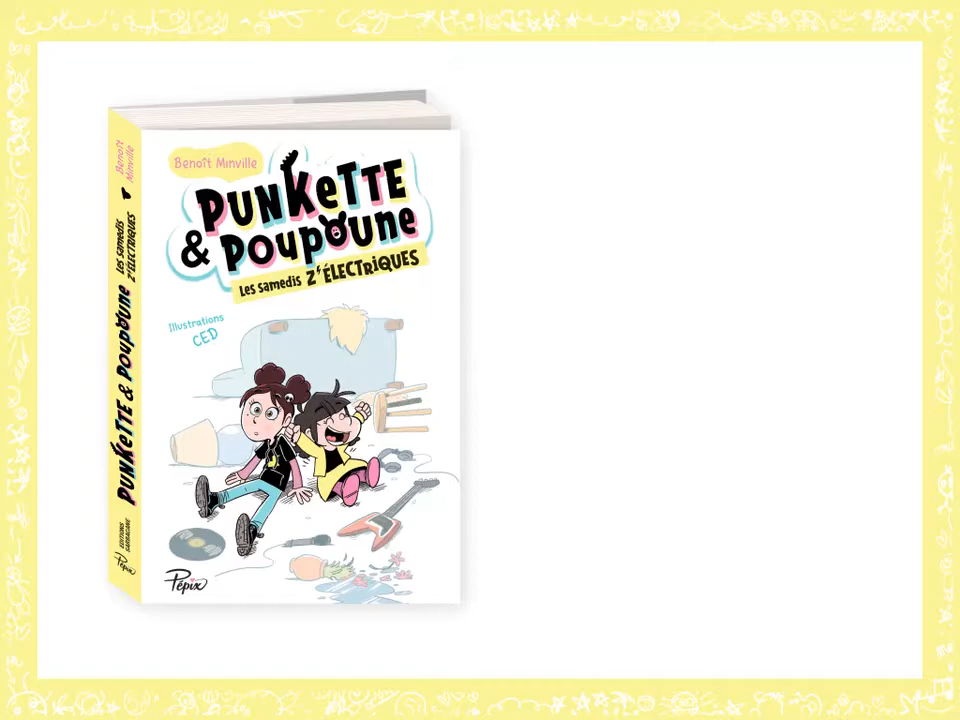 Benoît Minville
PUNKeTTe
& PouPoUne
Les samedis Z'ÉLECTRIQUES
Illustrations
CED
Pépix
Benoît
Minville
PUNKeTTe & PouPoUne
Les samedis
Z'ÉLECTRIQUES
EDITIONS
SARBACANE
Pépix